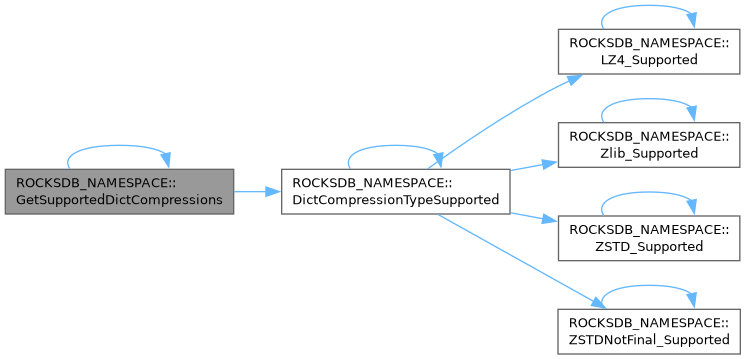 ROCKSDB_NAMESPACE::
GetSupportedDictCompressions
ROCKSDB_NAMESPACE::
DictCompressionTypeSupported
ROCKSDB_NAMESPACE::
LZ4_Supported
ROCKSDB_NAMESPACE::
Zlib_Supported
ROCKSDB_NAMESPACE::
ZSTD_Supported
ROCKSDB_NAMESPACE::
ZSTDNotFinal_Supported